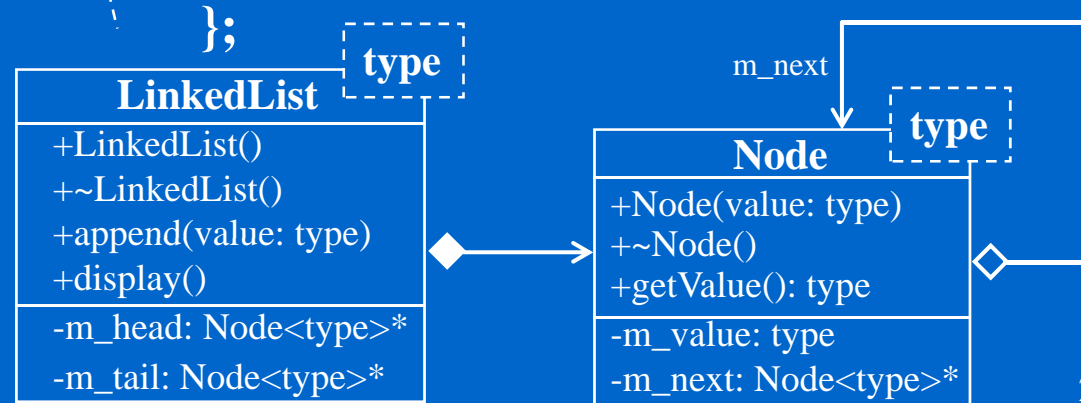 };
type
LinkedList
+LinkedList()
+~LinkedList()
+append(value: type)
+display()
-m_head: Node<type>*
-m_tail: Node<type>*
m_next
type
Node
+Node(value: type)
+~Node()
+getValue(): type
-m_value: type
-m_next: Node<type>*